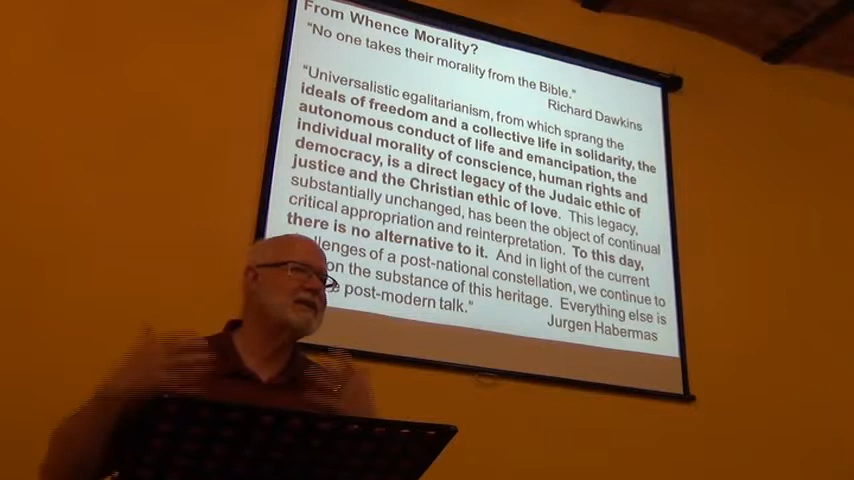 From Whence Morality?
"No one takes their morality from the Bible."
Richard Dawkins
"Universalistic egalitarianism, from which sprang the
ideals of freedom and a collective life in solidarity, the
autonomous conduct of life and emancipation, the
individual morality of conscience, human rights and
democracy, is a direct legacy of the Judaic ethic of
justice and the Christian ethic of love. This legacy,
substantially unchanged, has been the object of continual
critical appropriation and reinterpretation. To this day,
there is no alternative to it. And in light of the current
of a post-national constellation, we continue to
on the substance of this heritage. Everything else is
post-modern talk."
Jurgen Habermas